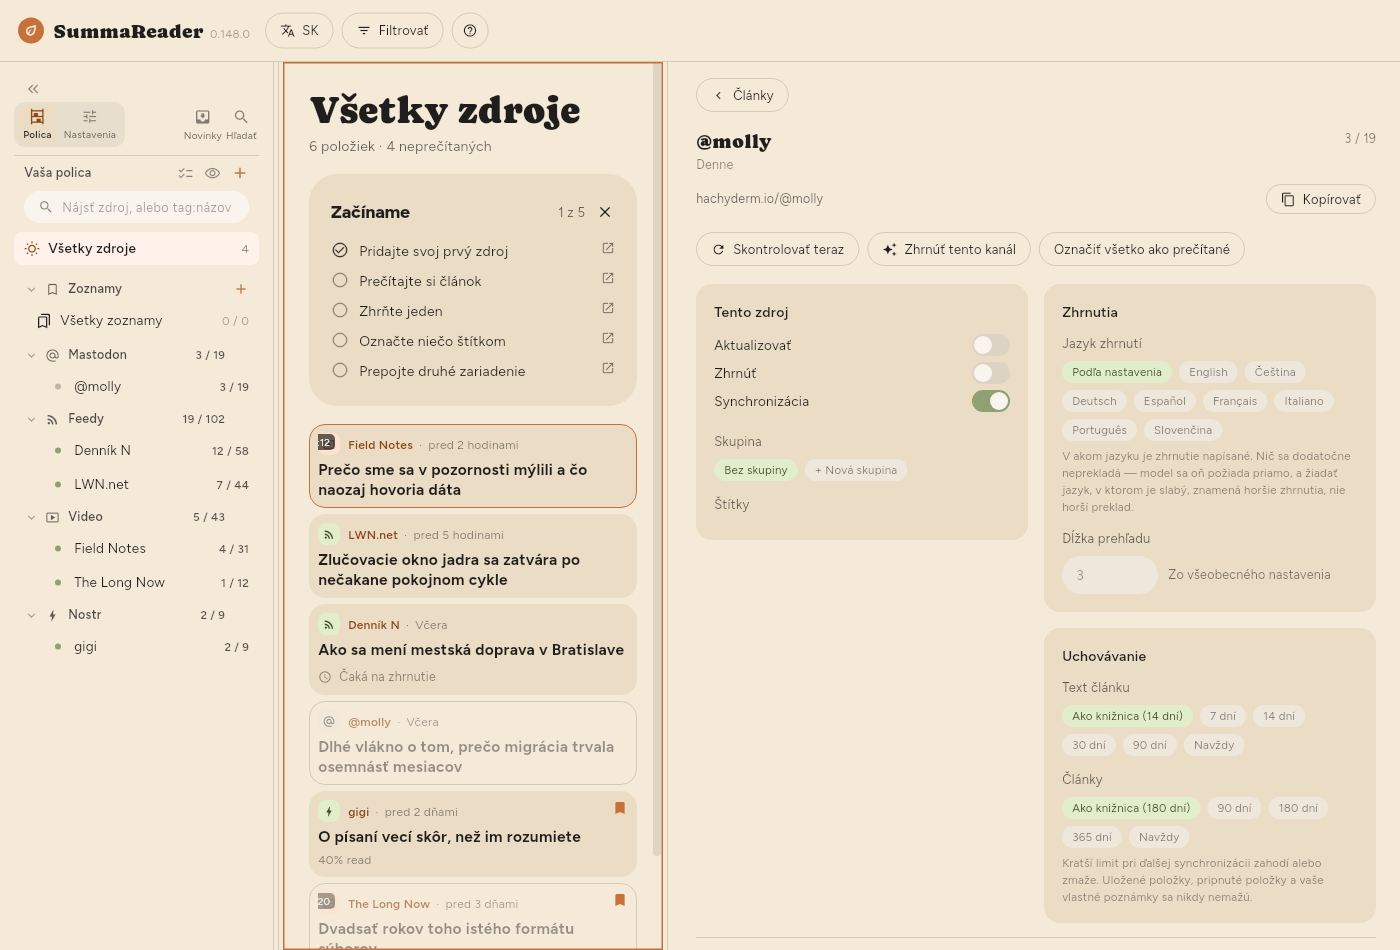 SummaReader 0.148.0
SK
Filtrovať
Polica
Nastavenia
Novinky
Hľadať
Vaša polica
Nájsť zdroj, alebo tag:názov
Všetky zdroje 4
Zoznamy
Všetky zoznamy 0 / 0
Mastodon 3 / 19
@molly 3 / 19
Feedy 19 / 102
Denník N 12 / 58
LWN.net 7 / 44
Video 5 / 43
Field Notes 4 / 31
The Long Now 1 / 12
Nostr 2 / 9
gigi 2 / 9
Všetky zdroje
6 položiek · 4 neprečítaných
Začíname 1 z 5
Pridajte svoj prvý zdroj
Prečítajte si článok
Zhrňte jeden
Označte niečo štítkom
Prepojte druhé zariadenie
:12 Field Notes · pred 2 hodinami
Prečo sme sa v pozornosti mýlili a čo
naozaj hovoria dáta
LWN.net · pred 5 hodinami
Zlučovacie okno jadra sa zatvára po
nečakane pokojnom cykle
Denník N · Včera
Ako sa mení mestská doprava v Bratislave
Čaká na zhrnutie
@molly · Včera
Dlhé vlákno o tom, prečo migrácia trvala
osemnásť mesiacov
gigi · pred 2 dňami
O písaní vecí skôr, než im rozumiete
40% read
20 The Long Now · pred 3 dňami
Dvadsať rokov toho istého formátu
súborov
Články
@molly 3 / 19
Denne
hachyderm.io/@molly
Kopírovať
Skontrolovať teraz
Zhrnúť tento kanál
Označiť všetko ako prečítané
Tento zdroj
Aktualizovať
Zhrnúť
Synchronizácia
Skupina
Bez skupiny
+ Nová skupina
Štítky
Zhrnutia
Jazyk zhrnutí
Podľa nastavenia English Čeština
Deutsch Español Français Italiano
Português Slovenčina
V akom jazyku je zhrnutie napísané. Nič sa dodatočne
neprekladá — model sa oň požiada priamo, a žiadať
jazyk, v ktorom je slabý, znamená horšie zhrnutia, nie
horší preklad.
Dĺžka prehľadu
3 Zo všeobecného nastavenia
Uchovávanie
Text článku
Ako knižnica (14 dní) 7 dní 14 dní
30 dní 90 dní Navždy
Články
Ako knižnica (180 dní) 90 dní 180 dní
365 dní Navždy
Kratší limit pri ďalšej synchronizácii zahodí alebo
zmaže. Uložené položky, pripnuté položky a vaše
vlastné poznámky sa nikdy nemažú.